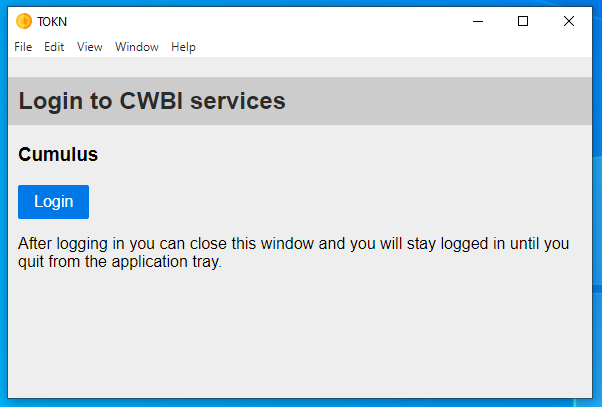 TOKN
File Edit View Window Help
Login to CWBI services
Cumulus
Login
After logging in you can close this window and you will stay logged in until you
quit from the application tray.